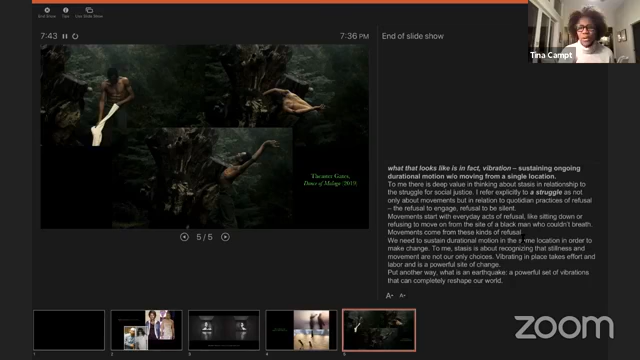 End Show Tips Use Slide Show
7:43
7:36 PM
End of slide show
Tina Campt
Theaster Gates,
Dance of Malaga (2019)
5 / 5
what that looks like is in fact, vibration – sustaining ongoing
durational motion w/o moving from a single location.
To me there is deep value in thinking about stasis in relationship to
the struggle for social justice. I refer explicitly to a struggle as not
only about movements but in relation to quotidian practices of refusal
– the refusal to engage, refusal to be silent.
Movements start with everyday acts of refusal, like sitting down or
refusing to move on from the site of a black man who couldn't breath.
Movements come from these kinds of refusal
We need to sustain durational motion in the same location in order to
make change. To me, stasis is about recognizing that stillness and
movement are not our only choices. Vibrating in place takes effort and
labor and is a powerful site of change.
Put another way, what is an earthquake: a powerful set of vibrations
that can completely reshape our world.
A+ A-
1 2 3 4 5
zoom